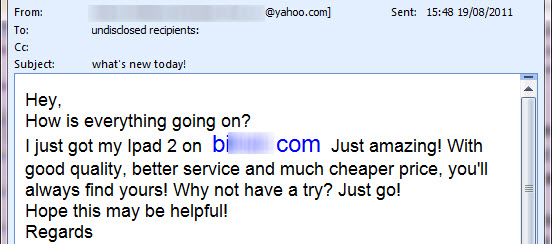 From: @yahoo.com] Sent: 15:48 19/08/2011
To: undisclosed recipients:
Cc:
Subject: what's new today!
Hey,
How is everything going on?
I just got my Ipad 2 on bi com Just amazing! With
good quality, better service and much cheaper price, you'll
always find yours! Why not have a try? Just go!
Hope this may be helpful!
Regards